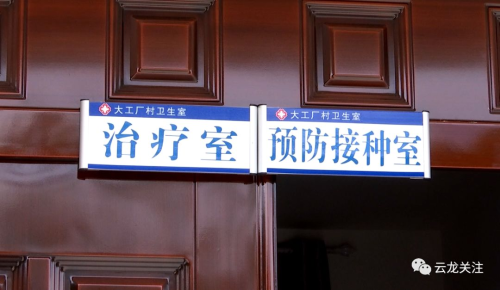 大工厂村卫生室
治疗室
大工厂村卫生室
预防接种室
云龙关注